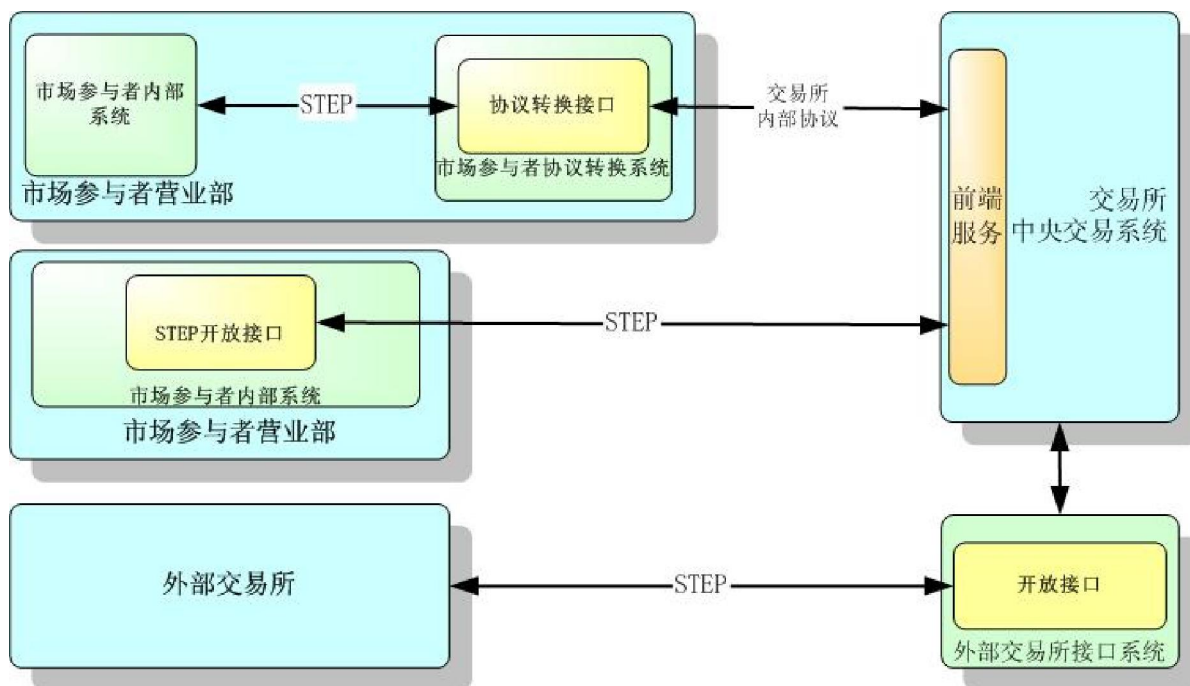 市场参与者内部
系统
STEP
协议转换接口
市场参与者协议转换系统
市场参与者营业部
交易所
内部协议
前端
服务
交易所
中央交易系统
STEP开放接口
市场参与者内部系统
市场参与者营业部
STEP
外部交易所
STEP
开放接口
外部交易所接口系统